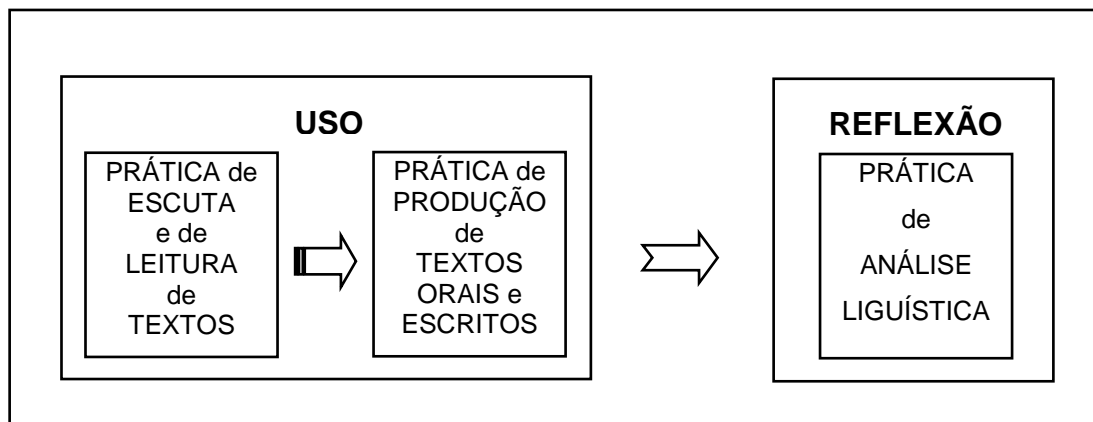 USO
PRÁTICA de
ESCUTA
e de
LEITURA
de
TEXTOS
PRÁTICA de
PRODUÇÃO
de
TEXTOS
ORAIS e
ESCRITOS
REFLEXÃO
PRÁTICA
de
ANÁLISE
LIGUÍSTICA